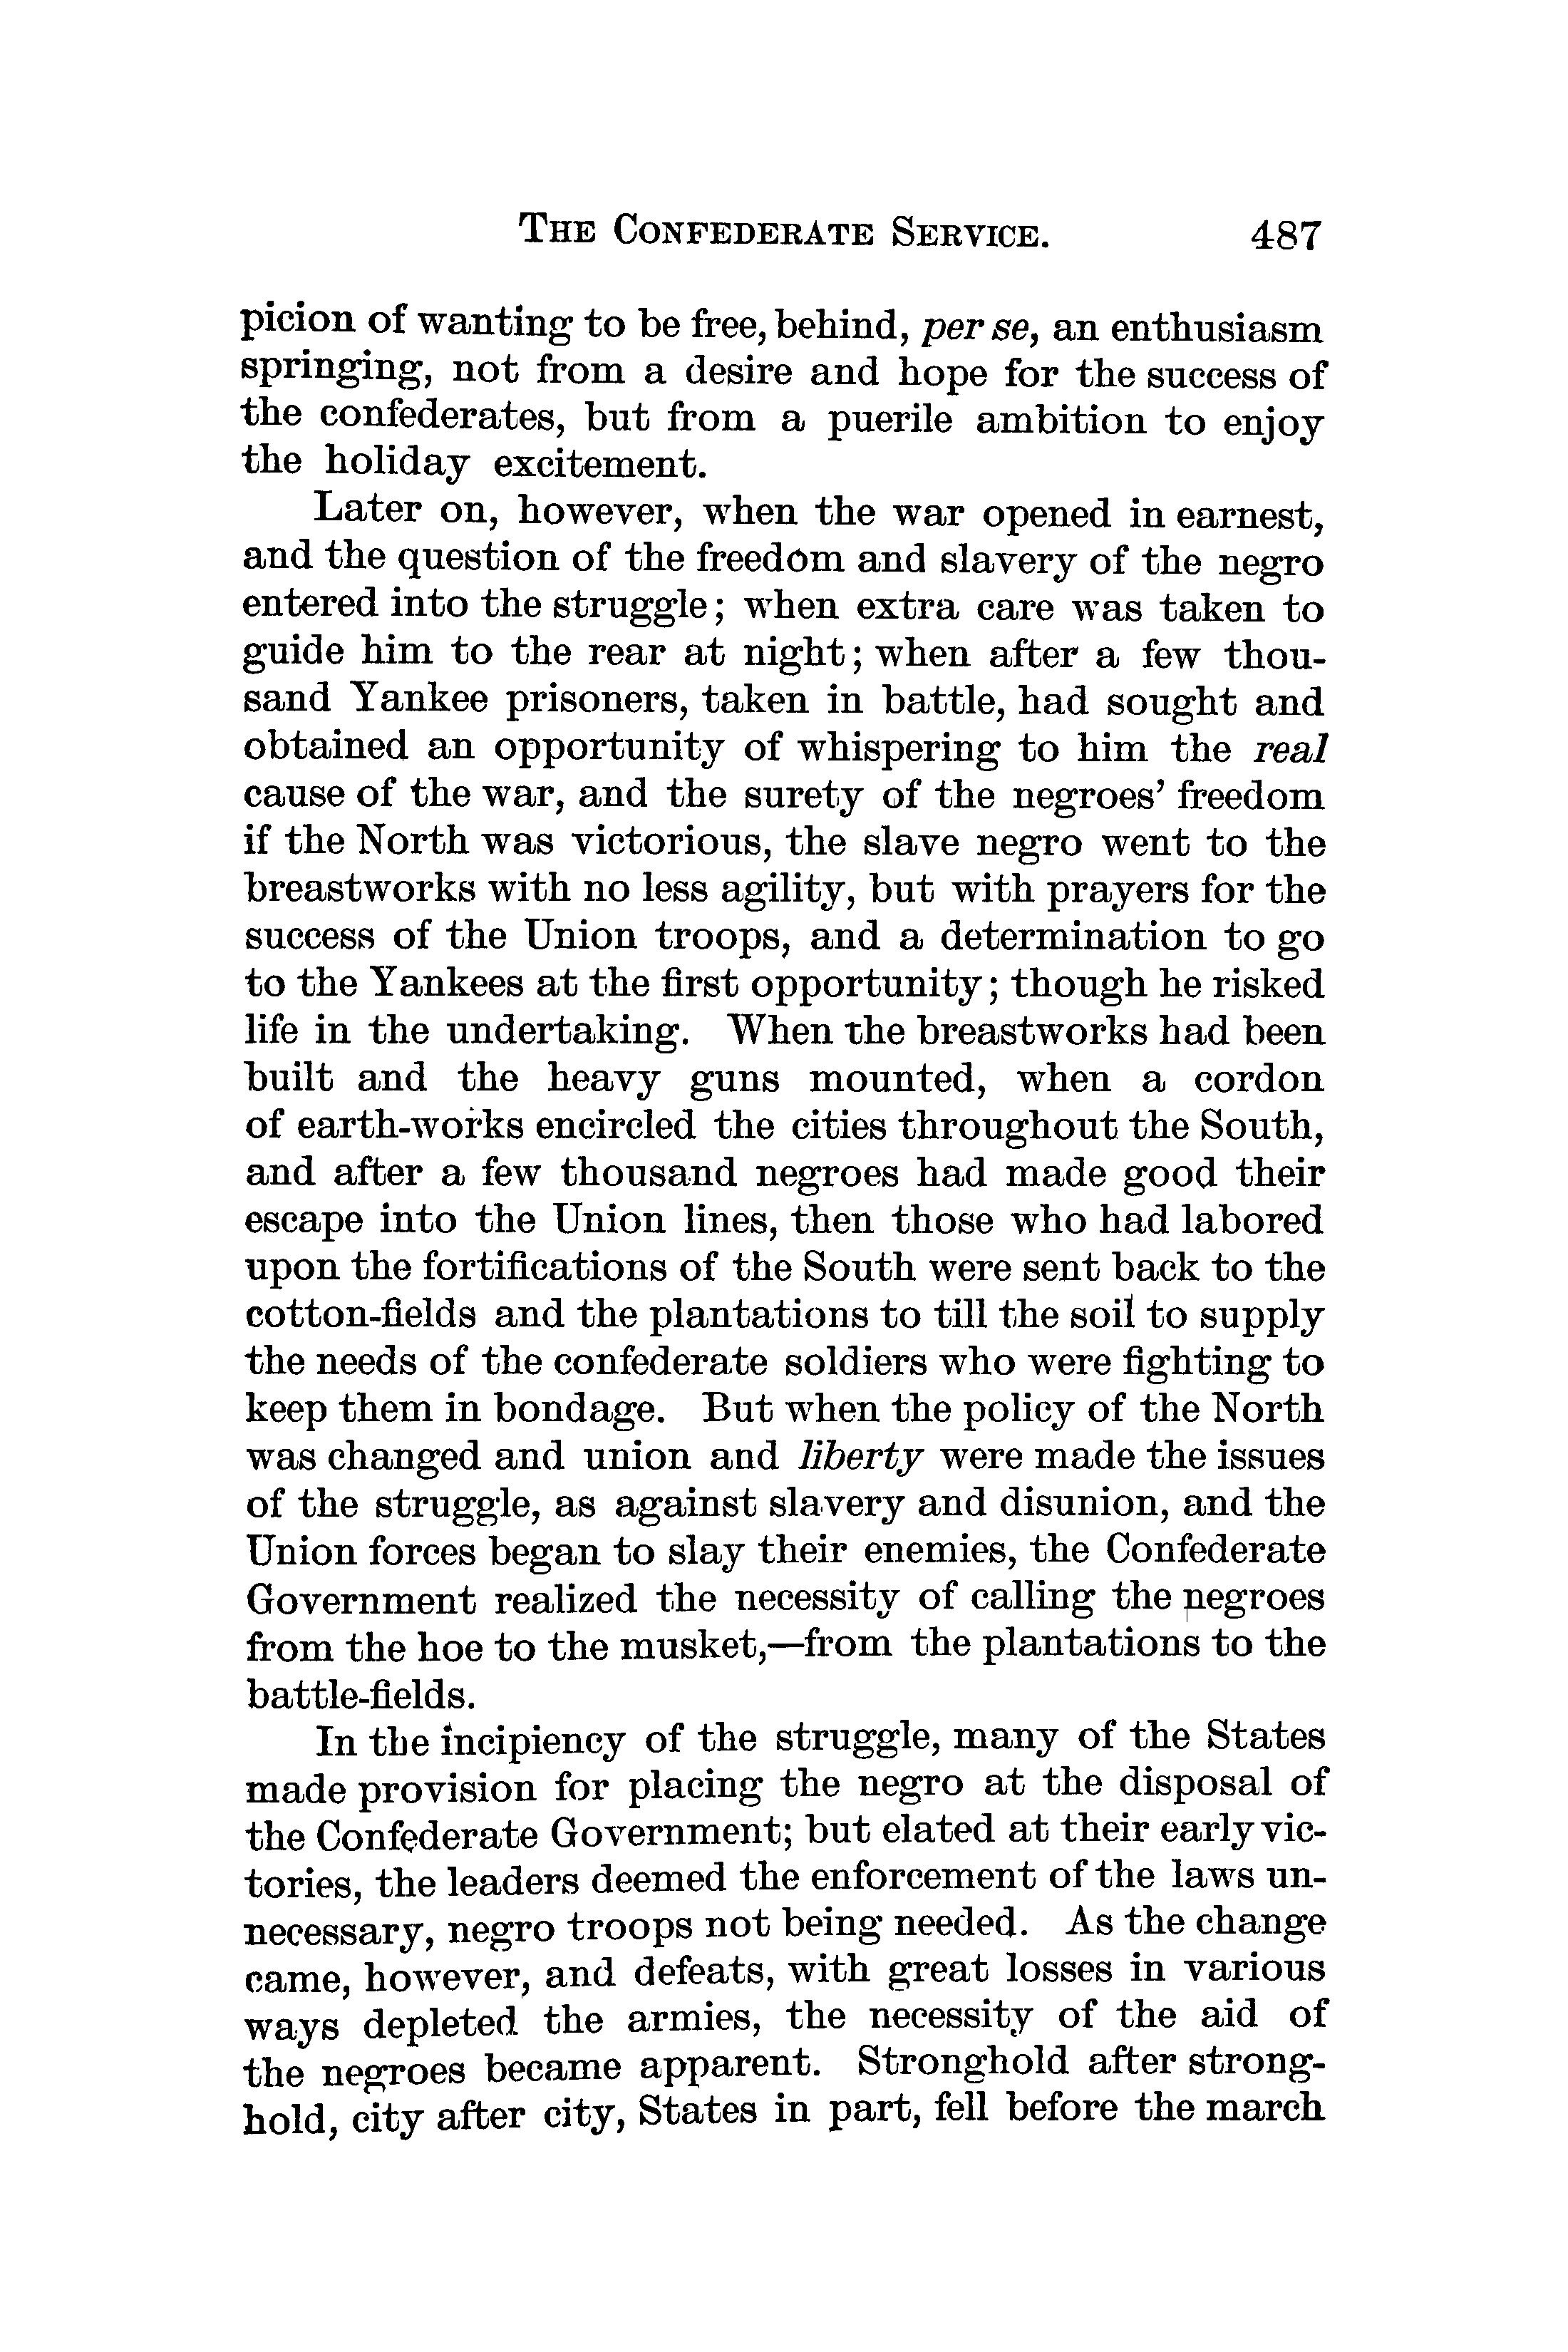 THE CONFEDERATE SERVICE. 487
picion of wanting to be free, behind, per se, an enthusiasm
springing, not from a desire and hope for the success of
the confederates, but from a puerile ambition to enjoy
the holiday excitement.
Later on, however, when the war opened in earnest,
and the question of the freedom and slavery of the negro
entered into the struggle; when extra care was taken to
guide him to the rear at night; when after a few thou-
sand Yankee prisoners, taken in battle, had sought and
obtained an opportunity of whispering to him the real
cause of the war, and the surety of the negroes' freedom
if the North was victorious, the slave negro went to the
breastworks with no less agility, but with prayers for the
success of the Union troops, and a determination to go
to the Yankees at the first opportunity; though he risked
life in the undertaking. When the breastworks had been
built and the heavy guns mounted, when a cordon
of earth-works encircled the cities throughout the South,
and after a few thousand negroes had made good their
escape into the Union lines, then those who had labored
upon the fortifications of the South were sent back to the
cotton-fields and the plantations to till the soil to supply
the needs of the confederate soldiers who were fighting to
keep them in bondage. But when the policy of the North
was changed and union and liberty were made the issues
of the struggle, as against slavery and disunion, and the
Union forces began to slay their enemies, the Confederate
Government realized the necessity of calling the negroes
from the hoe to the musket,—from the plantations to the
battle-fields.
In the incipiency of the struggle, many of the States
made provision for placing the negro at the disposal of
the Confederate Government; but elated at their early vic-
tories, the leaders deemed the enforcement of the laws un-
necessary, negro troops not being needed. As the change
came, however, and defeats, with great losses in various
ways depleted the armies, the necessity of the aid of
the negroes became apparent. Stronghold after strong-
hold, city after city, States in part, fell before the march